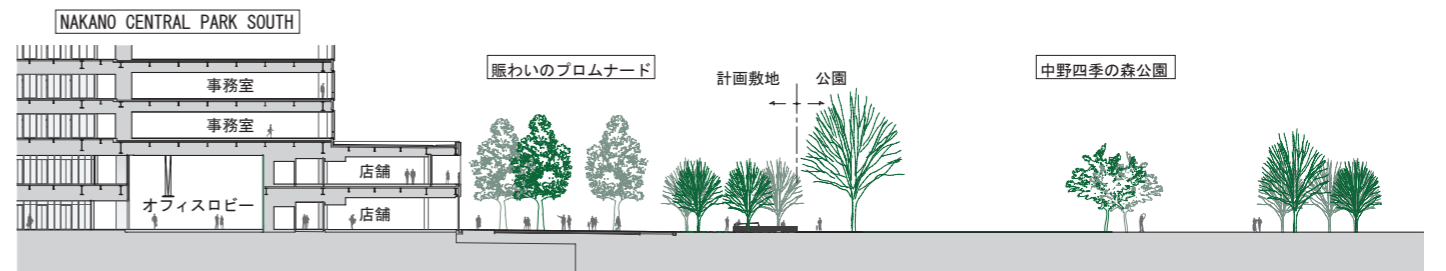 NAKANO CENTRAL PARK SOUTH
賑わいのプロムナード
中野四季の森公園
計画敷地
公園
事務室
事務室
店舗
オフィスロビー
店舗